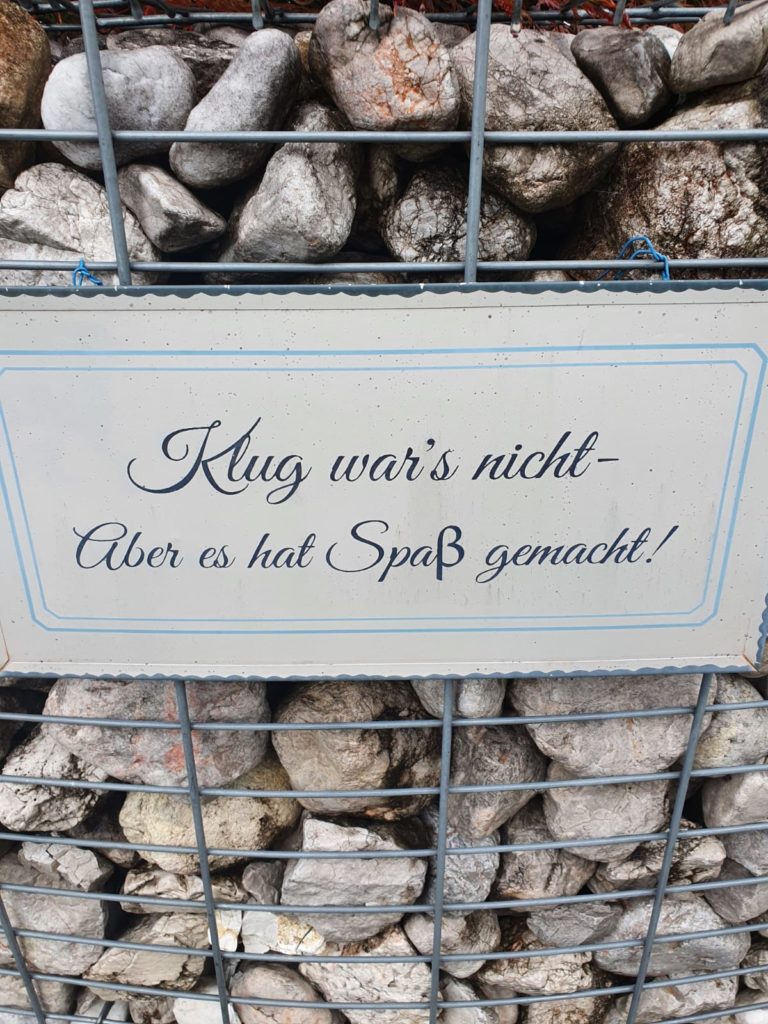 Klug war's nicht-
Aber es hat Spaß gemacht!